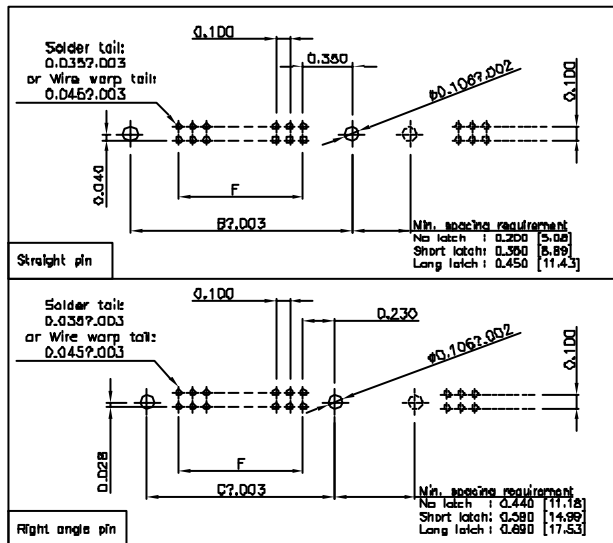 0.100
Solder tail:
0.035?.003
or Wire warp tail:
0.045?.003
0.350
ø0.106?.002
0.100
0.040
F
B?.003
Min. spacing requirement
No latch : 0.200 [5.08]
Short latch: 0.350 [8.89]
Long latch : 0.450 [11.43]
Straight pin
0.100
Solder tail:
0.035?.003
or Wire warp tail:
0.045?.003
0.230
ø0.106?.002
0.100
0.028
F
C?.003
Min. spacing requirement
No latch : 0.440 [11.18]
Short latch: 0.590 [14.99]
Long latch : 0.690 [17.53]
Right angle pin